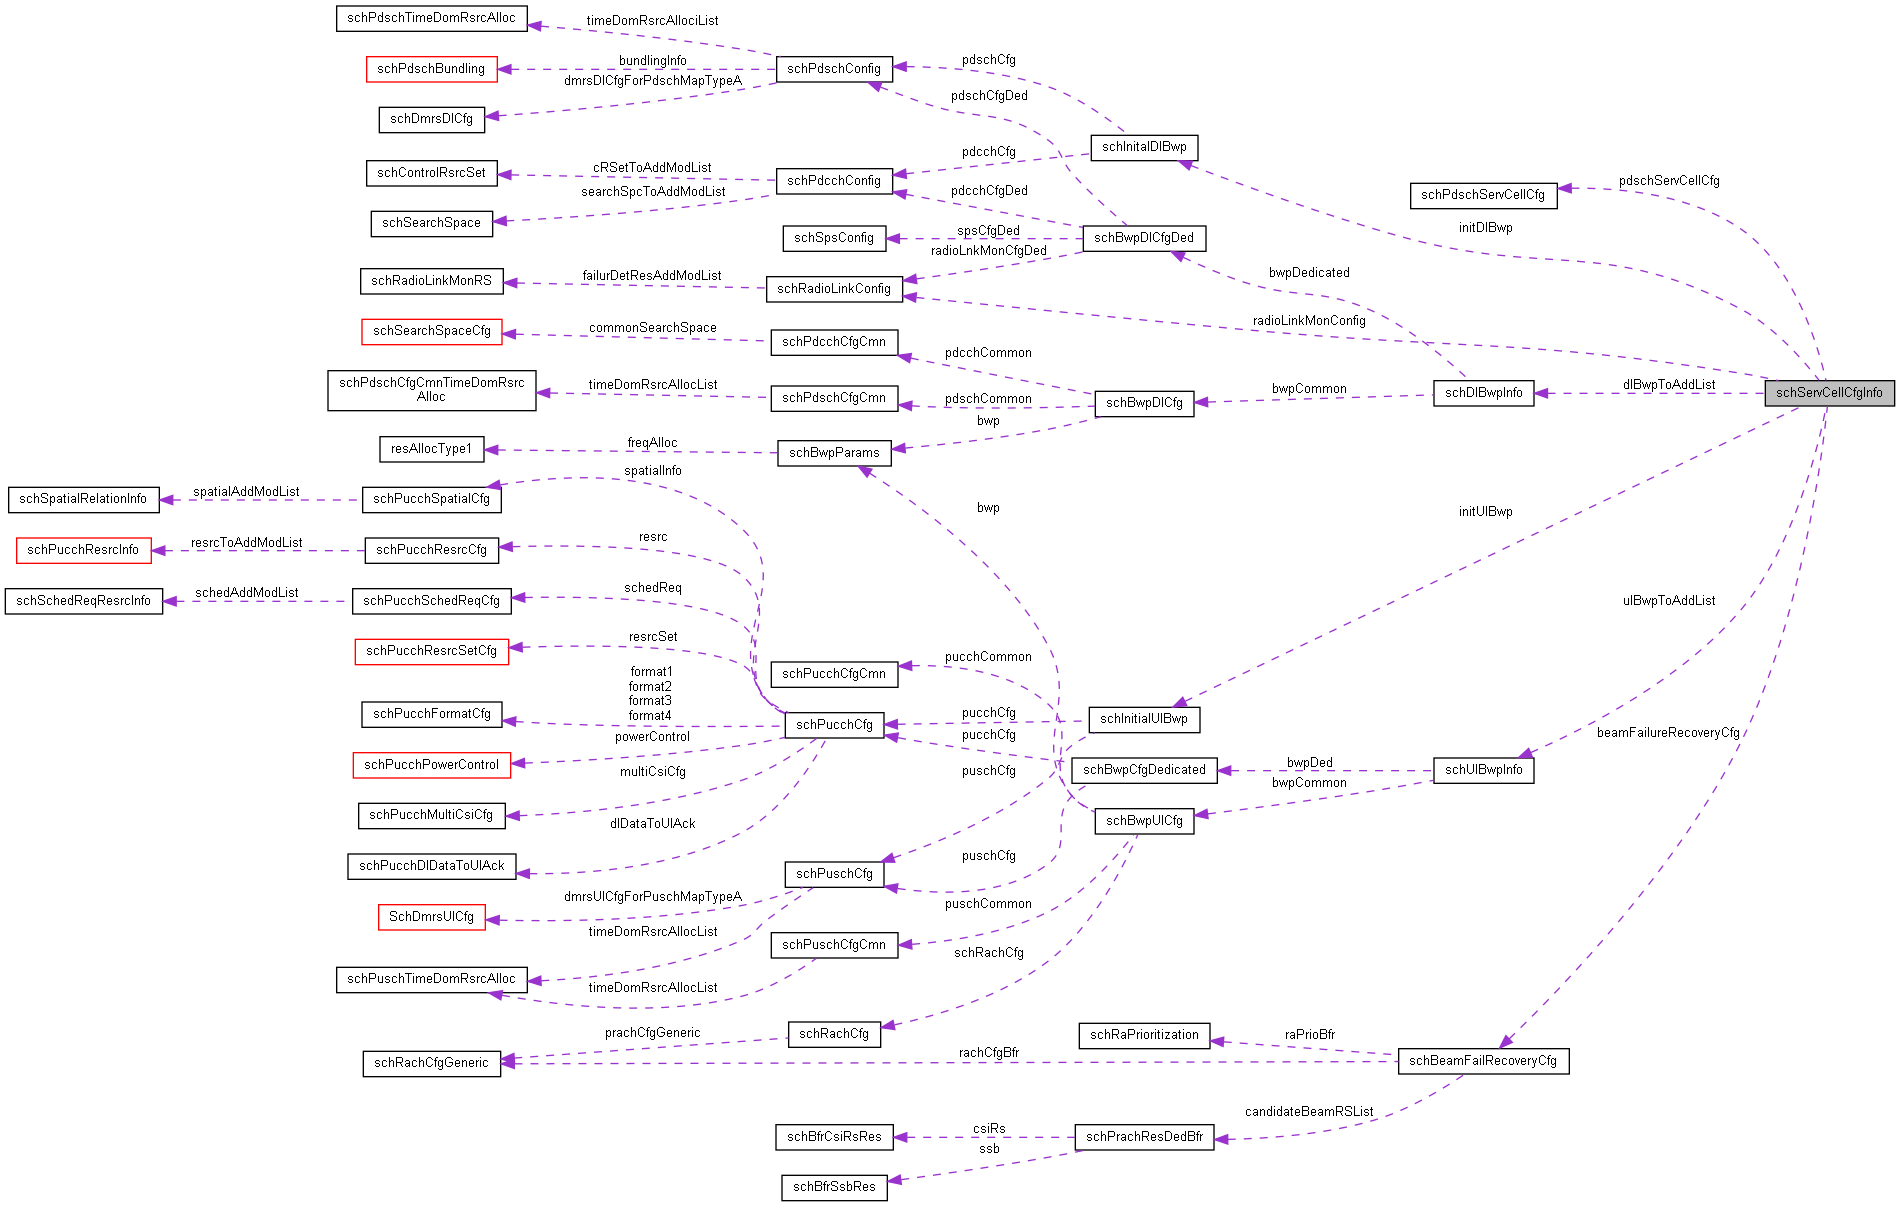 schPdschTimeDomRsrcAlloc
timeDomRsrcAllociList
schPdschBundling
bundlingInfo
schPdschConfig
pdschCfg
dmrsDlCfgForPdschMapTypeA
schDmrsDlCfg
pdschCfgDed
schInitalDlBwp
schControlRsrcSet
cRSetToAddModList
schPdcchConfig
pdcchCfg
searchSpcToAddModList
schSearchSpace
pdcchCfgDed
schPdschServCellCfg
pdschServCellCfg
initDlBwp
schSpsConfig
spsCfgDed
schBwpDlCfgDed
radioLnkMonCfgDed
bwpDedicated
schRadioLinkMonRS
failurDetResAddModList
schRadioLinkConfig
radioLinkMonConfig
schSearchSpaceCfg
commonSearchSpace
schPdcchCfgCmn
pdcchCommon
schPdschCfgCmnTimeDomRsrc
Alloc
timeDomRsrcAllocList
schPdschCfgCmn
pdschCommon
schBwpDlCfg
bwpCommon
schDlBwpInfo
dlBwpToAddList
schServCellCfgInfo
bwp
resAllocType1
freqAlloc
schBwpParams
spatialInfo
schSpatialRelationInfo
spatialAddModList
schPucchSpatialCfg
bwp
initUlBwp
schPucchResrcInfo
resrcToAddModList
schPucchResrcCfg
resrc
schSchedReqResrcInfo
schedAddModList
schPucchSchedReqCfg
schedReq
ulBwpToAddList
schPucchResrcSetCfg
resrcSet
schPucchCfgCmn
pucchCommon
format1
format2
format3
format4
schPucchFormatCfg
schPucchCfg
pucchCfg
schInitialUlBwp
pucchCfg
beamFailureRecoveryCfg
schPucchPowerControl
powerControl
multiCsiCfg
puschCfg
schBwpCfgDedicated
bwpDed
schUlBwpInfo
bwpCommon
schPucchMultiCsiCfg
dlDataToUlAck
schBwpUlCfg
schPucchDlDataToUlAck
schPuschCfg
puschCfg
dmrsUlCfgForPuschMapTypeA
SchDmrsUlCfg
puschCommon
timeDomRsrcAllocList
schPuschCfgCmn
schRachCfg
schPuschTimeDomRsrcAlloc
timeDomRsrcAllocList
prachCfgGeneric
schRachCfg
schRaPrioritization
raPrioBfr
schRachCfgGeneric
rachCfgBfr
schBeamFailRecoveryCfg
candidateBeamRSList
schBfrCsiRsRes
csiRs
schPrachResDedBfr
ssb
schBfrSsbRes